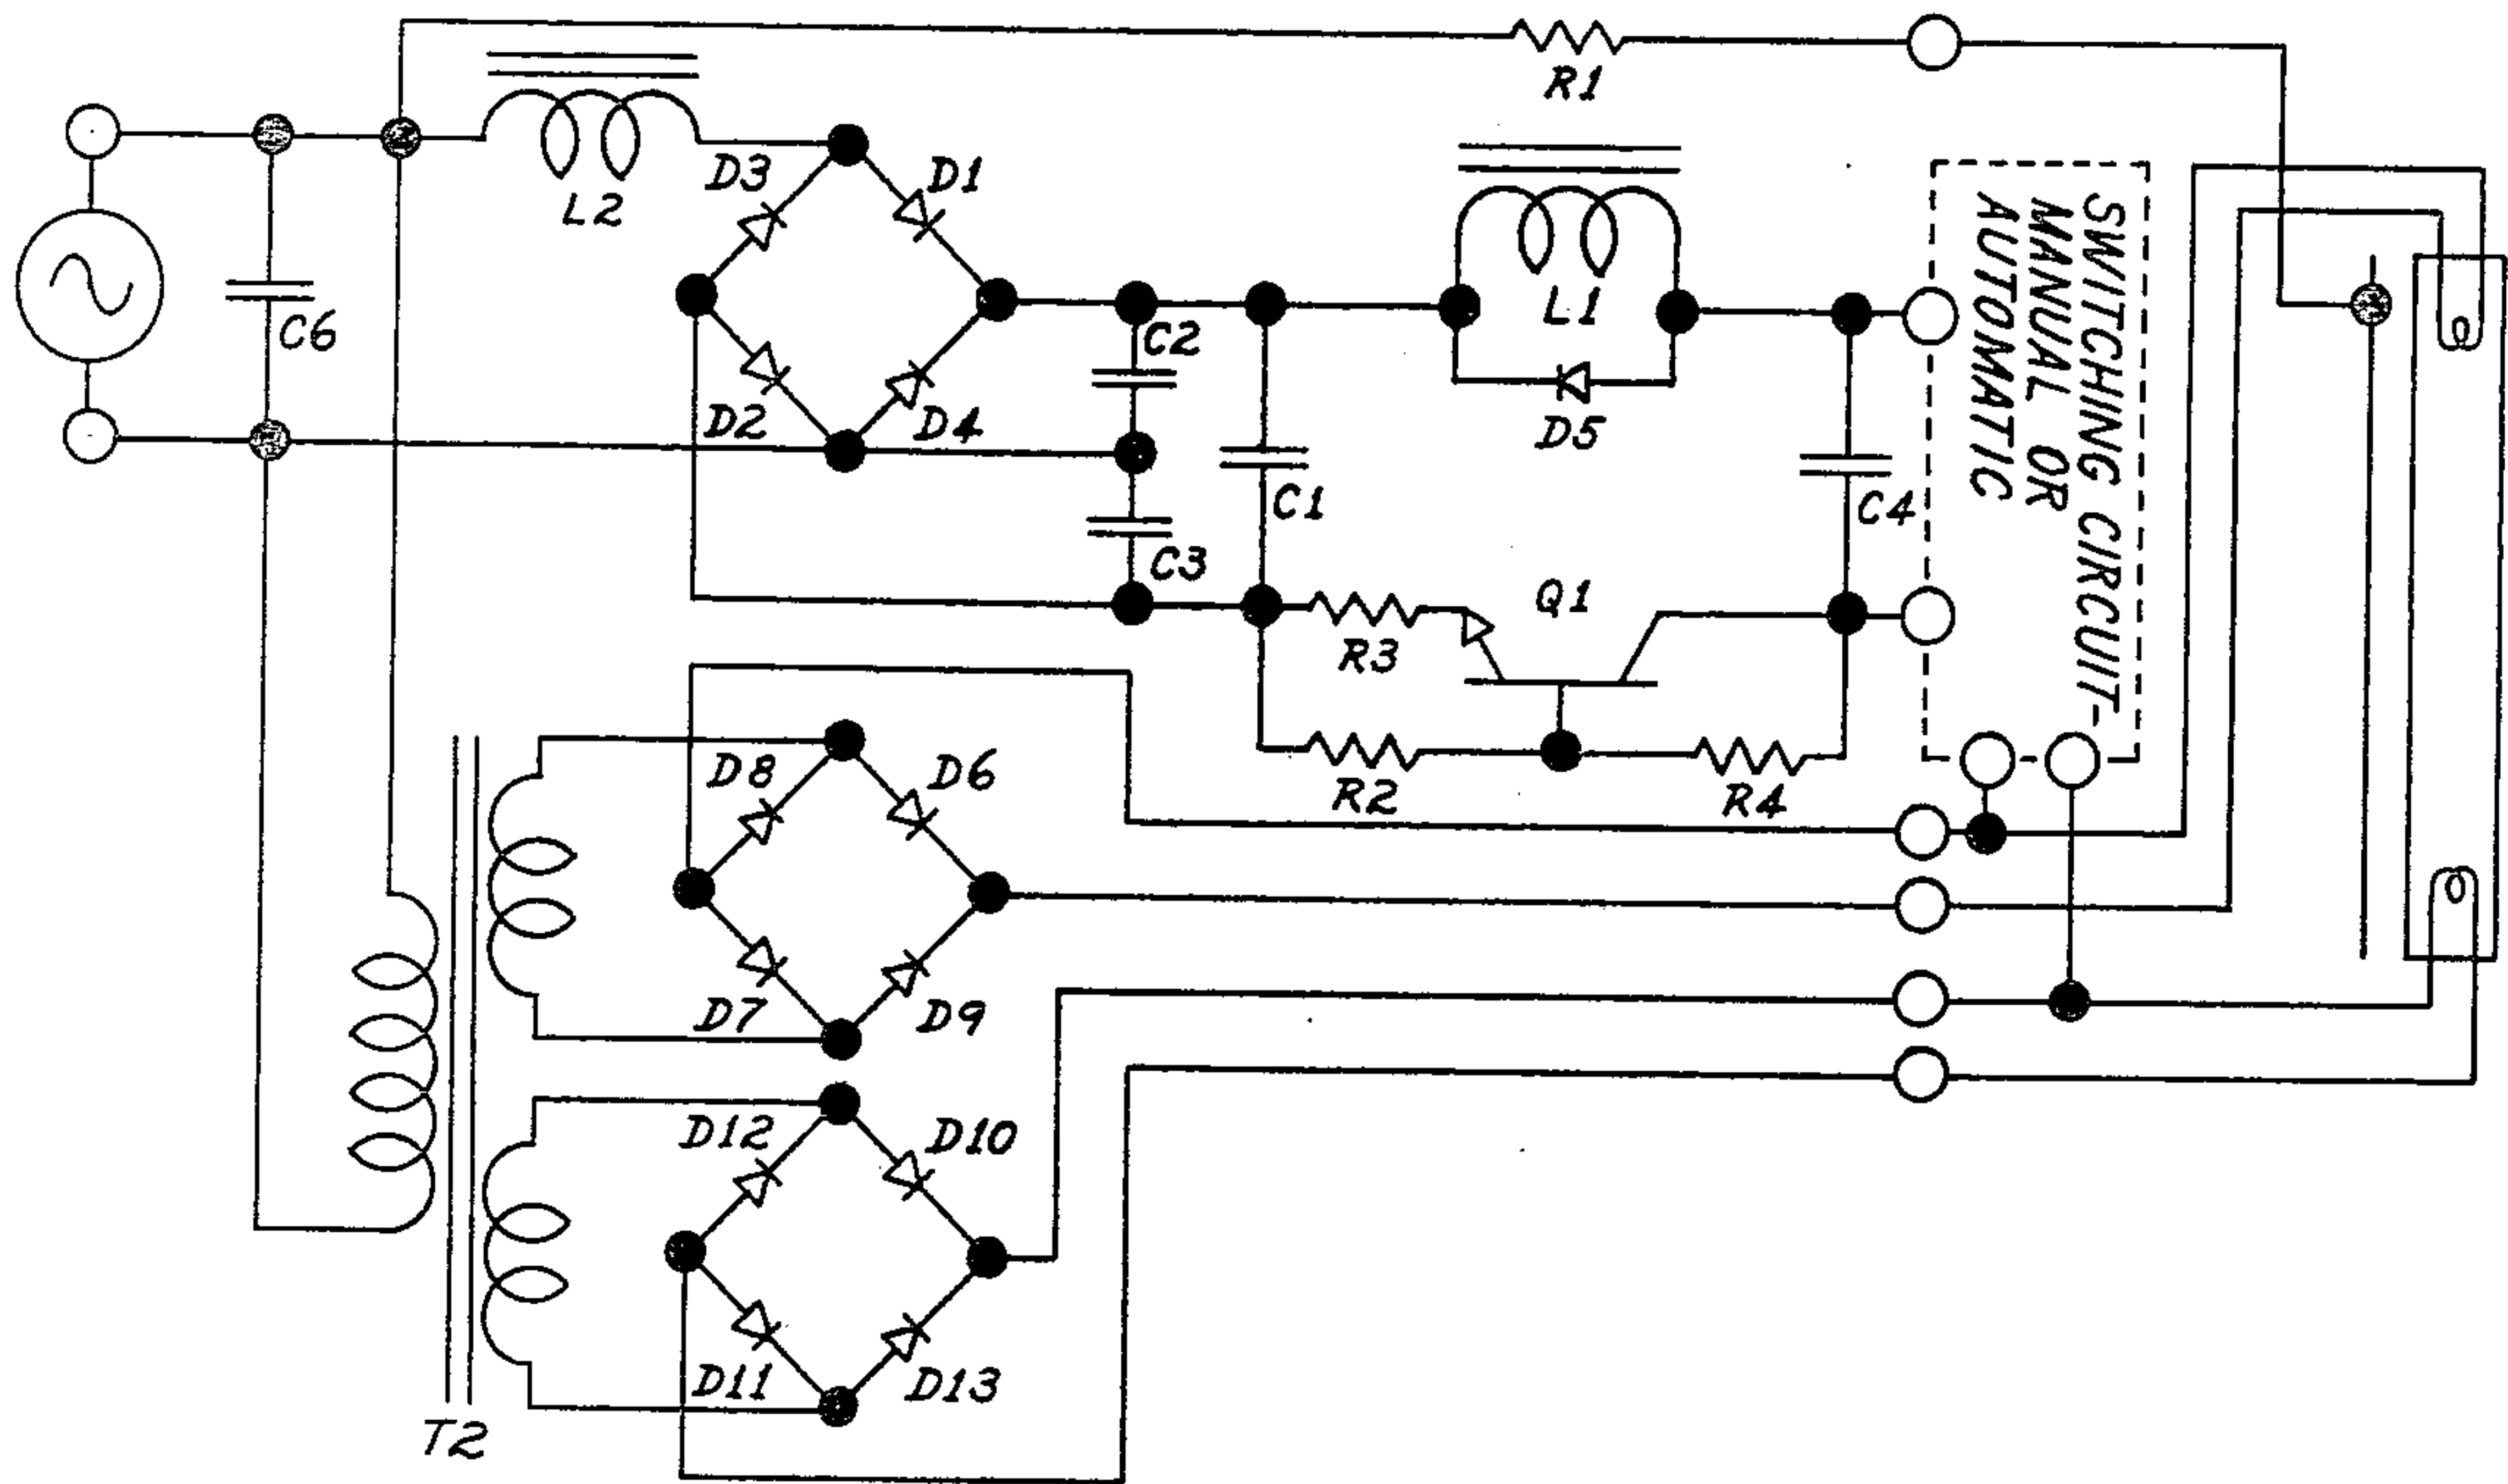 R1
D3
D1
L2
L1
SWITCHING CIRCUIT-
MANUAL OR
AUTOMATIC
C6
C2
D2
D4
D5
C1
C4
C3
Q1
R3
R2
R4
D8
D6
D7
D9
D12
D10
D11
D13
T2